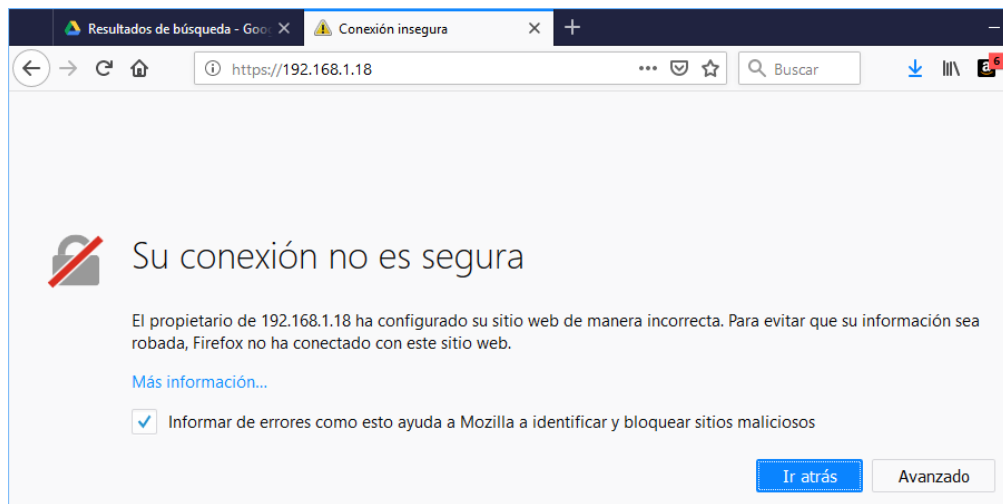 Resultados de búsqueda - Goo
Conexión insegura
https://192.168.1.18
Buscar
a
6
Su conexión no es segura
El propietario de 192.168.1.18 ha configurado su sitio web de manera incorrecta. Para evitar que su información sea
robada, Firefox no ha conectado con este sitio web.
Más información...
Informar de errores como esto ayuda a Mozilla a identificar y bloquear sitios maliciosos
Ir atrás
Avanzado